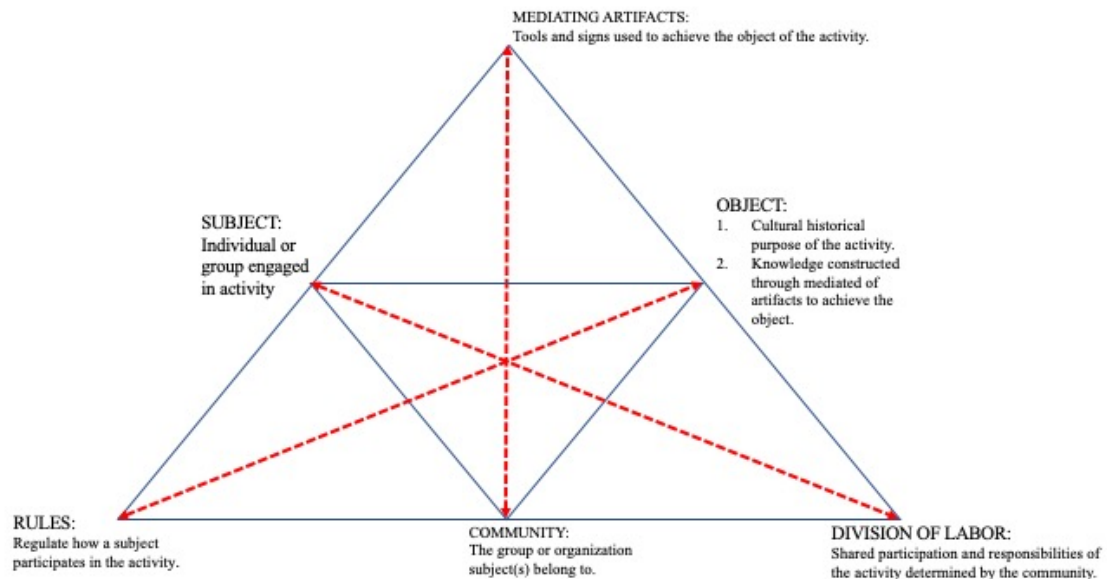 MEDIATING ARTIFACTS:
Tools and signs used to achieve the object of the activity.
SUBJECT:
Individual or
group engaged
in activity
OBJECT:
1. Cultural historical
purpose of the activity.
2. Knowledge constructed
through mediated of
artifacts to achieve the
object.
RULES:
Regulate how a subject
participates in the activity.
COMMUNITY:
The group or organization
subject(s) belong to.
DIVISION OF LABOR:
Shared participation and responsibilities of
the activity determined by the community.